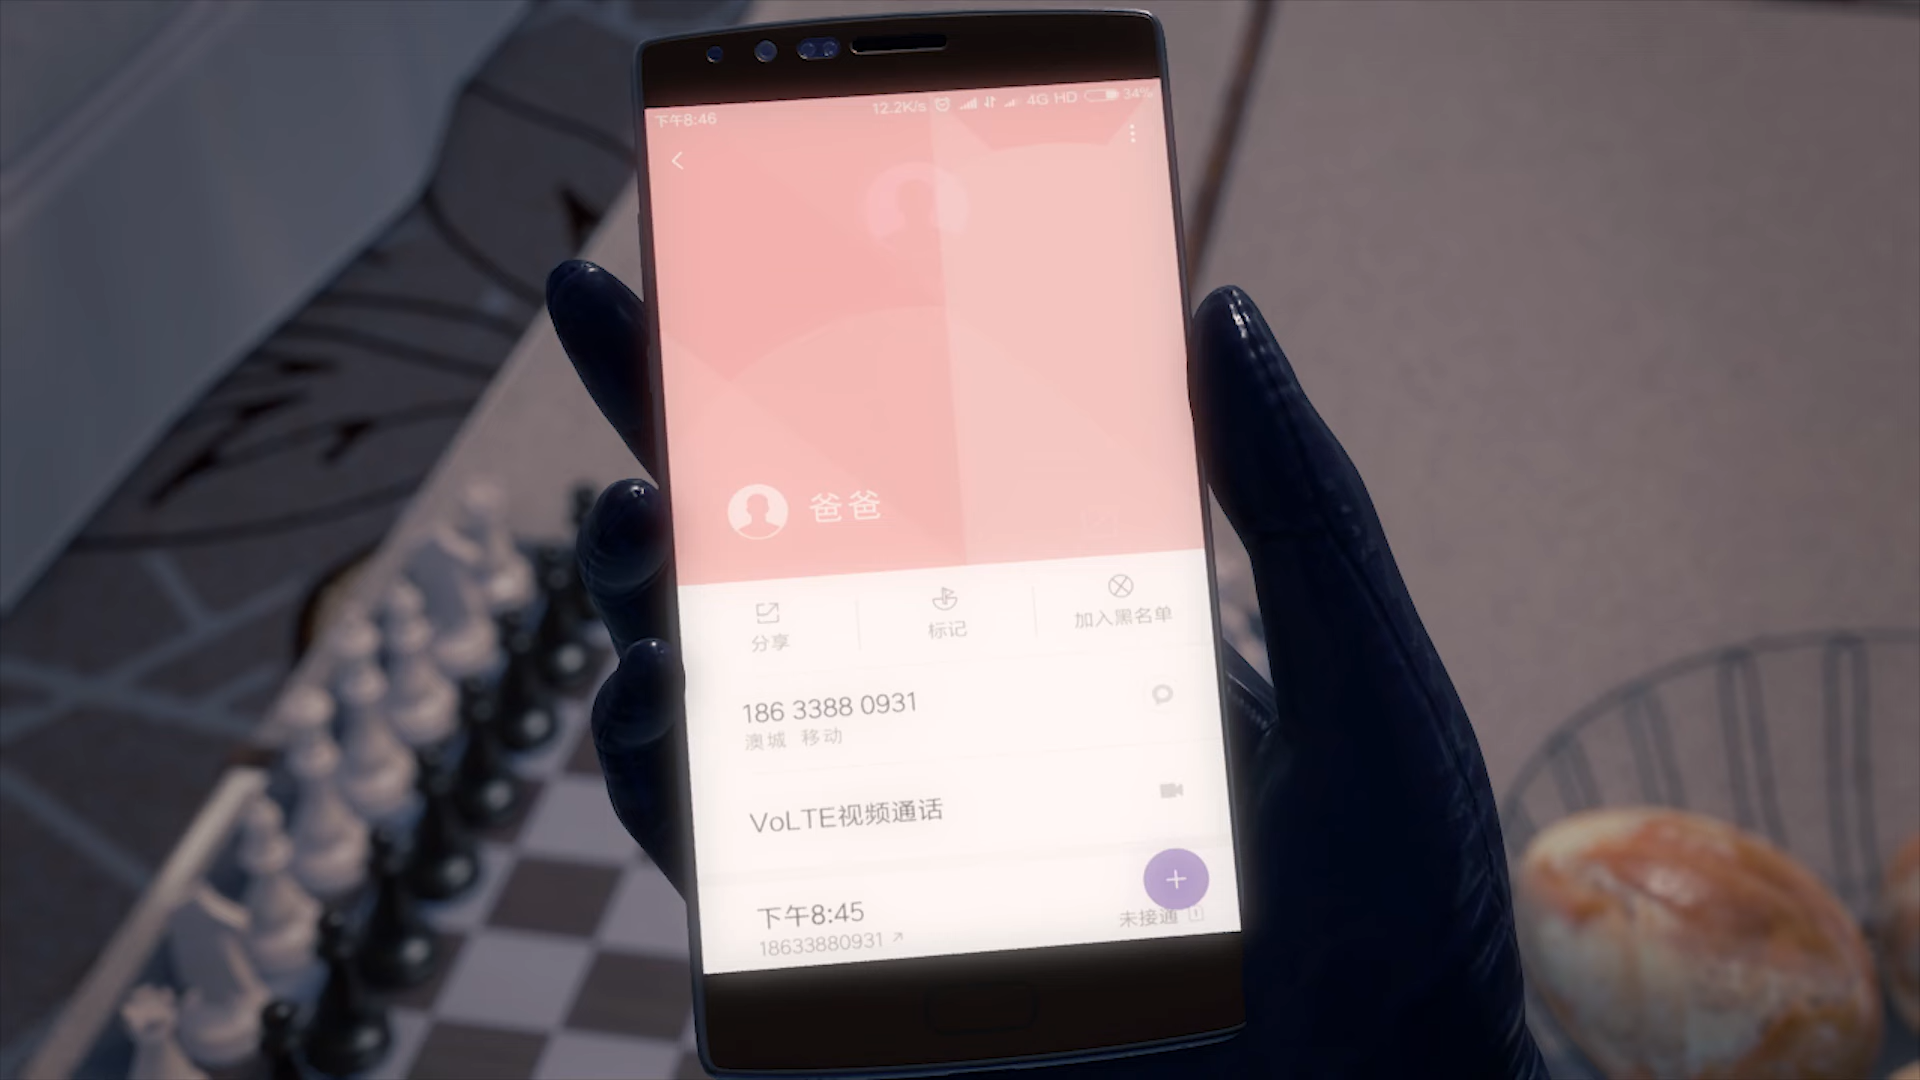 下午8:46 12.2K/s 4G HD 34%
爸爸
分享 标记 加入黑名单
186 3388 0931
澳城 移动
VoLTE视频通话
下午8:45
18633880931 未接通